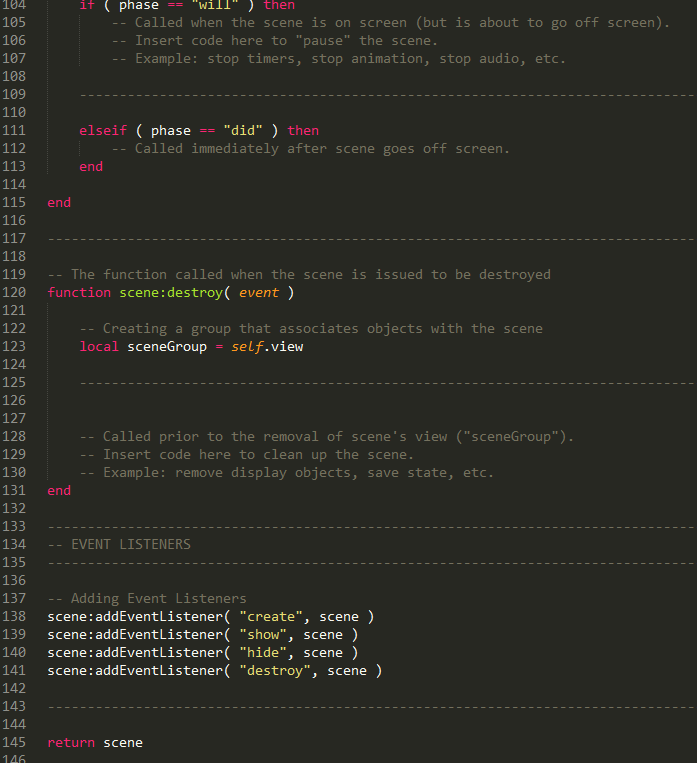 104 if ( phase == "will" ) then
105 -- Called when the scene is on screen (but is about to go off screen).
106 -- Insert code here to "pause" the scene.
107 -- Example: stop timers, stop animation, stop audio, etc.
108
109 ------------------------------------------------------------------------------
110
111 elseif ( phase == "did" ) then
112 -- Called immediately after scene goes off screen.
113 end
114
115 end
116
117 ----------------------------------------------------------------------------------
118
119 -- The function called when the scene is issued to be destroyed
120 function scene:destroy( event )
121
122 -- Creating a group that associates objects with the scene
123 local sceneGroup = self.view
124
125 ------------------------------------------------------------------------------
126
127
128 -- Called prior to the removal of scene's view ("sceneGroup").
129 -- Insert code here to clean up the scene.
130 -- Example: remove display objects, save state, etc.
131 end
132
133 ----------------------------------------------------------------------------------
134 -- EVENT LISTENERS
135 ----------------------------------------------------------------------------------
136
137 -- Adding Event Listeners
138 scene:addEventListener( "create", scene )
139 scene:addEventListener( "show", scene )
140 scene:addEventListener( "hide", scene )
141 scene:addEventListener( "destroy", scene )
142
143 ----------------------------------------------------------------------------------
144
145 return scene
146